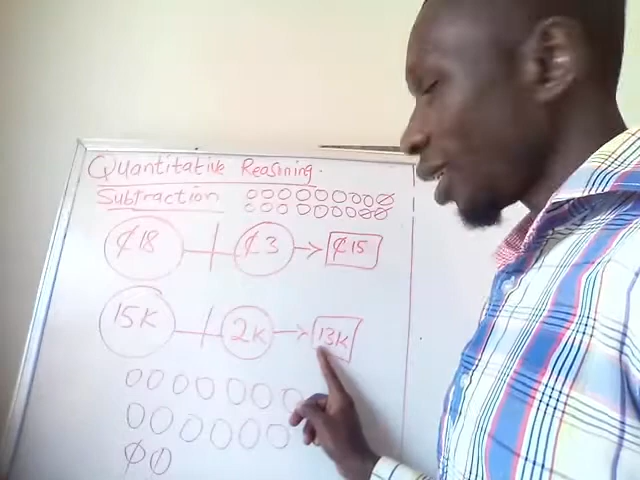 Quantitative Reasoning.
Subtraction
₵18 ₵3 ₵15
15K 2K 13K